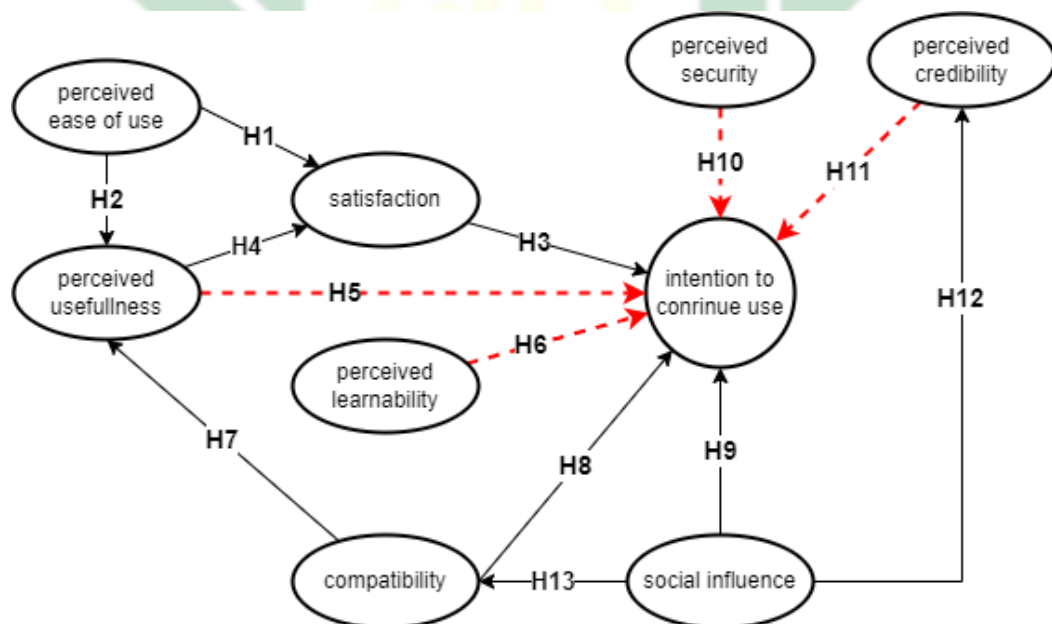 perceived
security
perceived
credibility
perceived
ease of use
H1
H10
H11
H2
satisfaction
H4
H3
perceived
usefullness
H5
intention to
conrinue use
H12
H6
perceived
learnability
H7
H8
H9
compatibility
H13
social influence